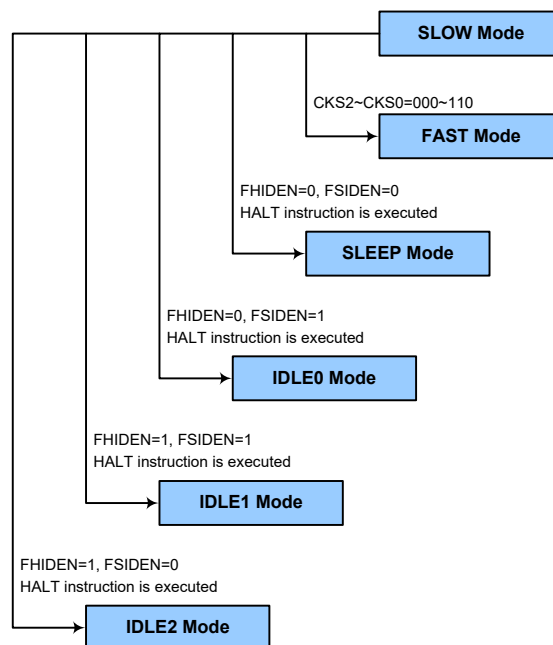 SLOW Mode
CKS2~CKS0=000~110
FAST Mode
FHIDEN=0, FSIDEN=0
HALT instruction is executed
SLEEP Mode
FHIDEN=0, FSIDEN=1
HALT instruction is executed
IDLE0 Mode
FHIDEN=1, FSIDEN=1
HALT instruction is executed
IDLE1 Mode
FHIDEN=1, FSIDEN=0
HALT instruction is executed
IDLE2 Mode